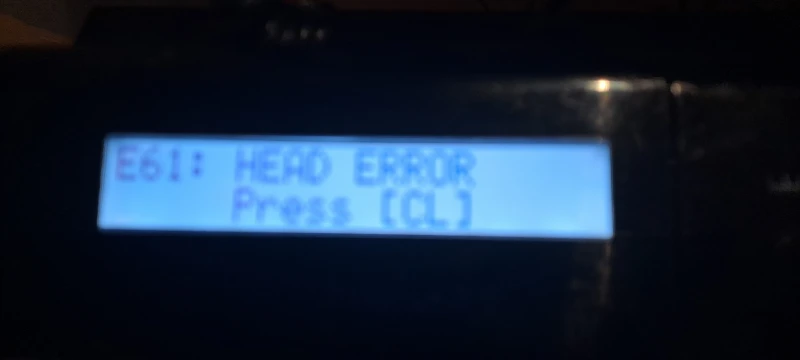 E61: HEAD ERROR
Press [CL]